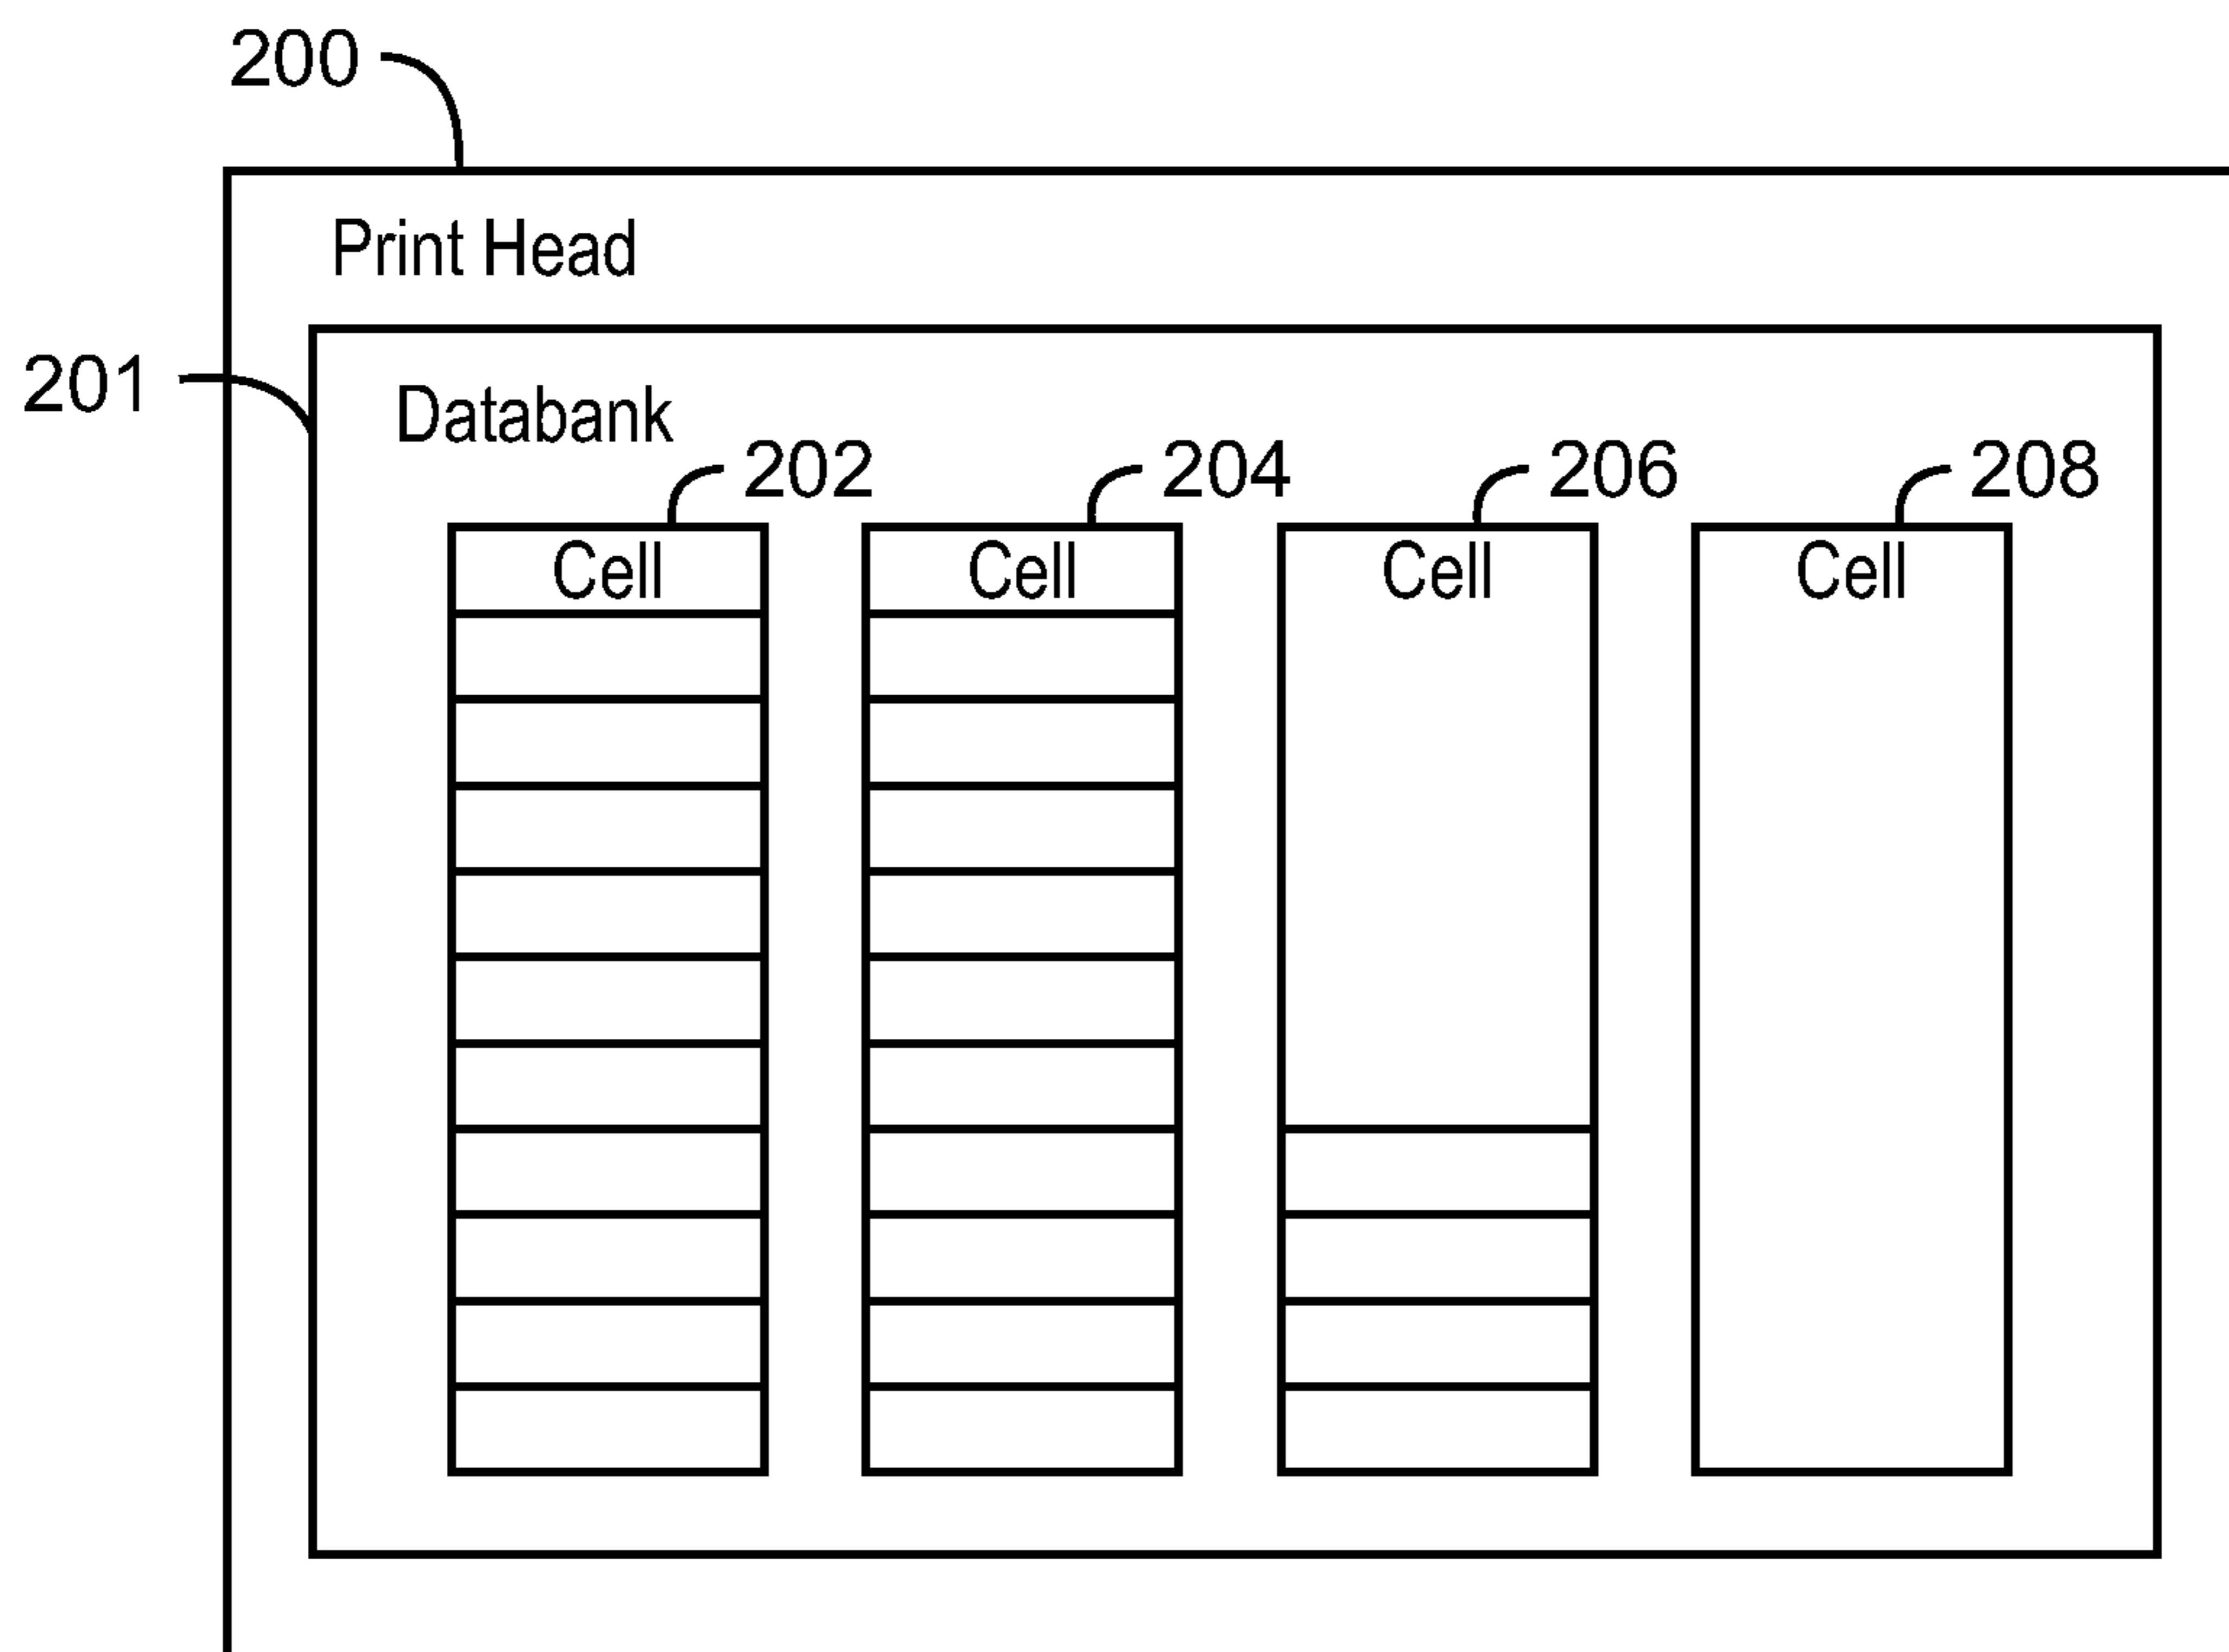 200
Print Head
201
Databank
202 204 206 208
Cell Cell Cell Cell